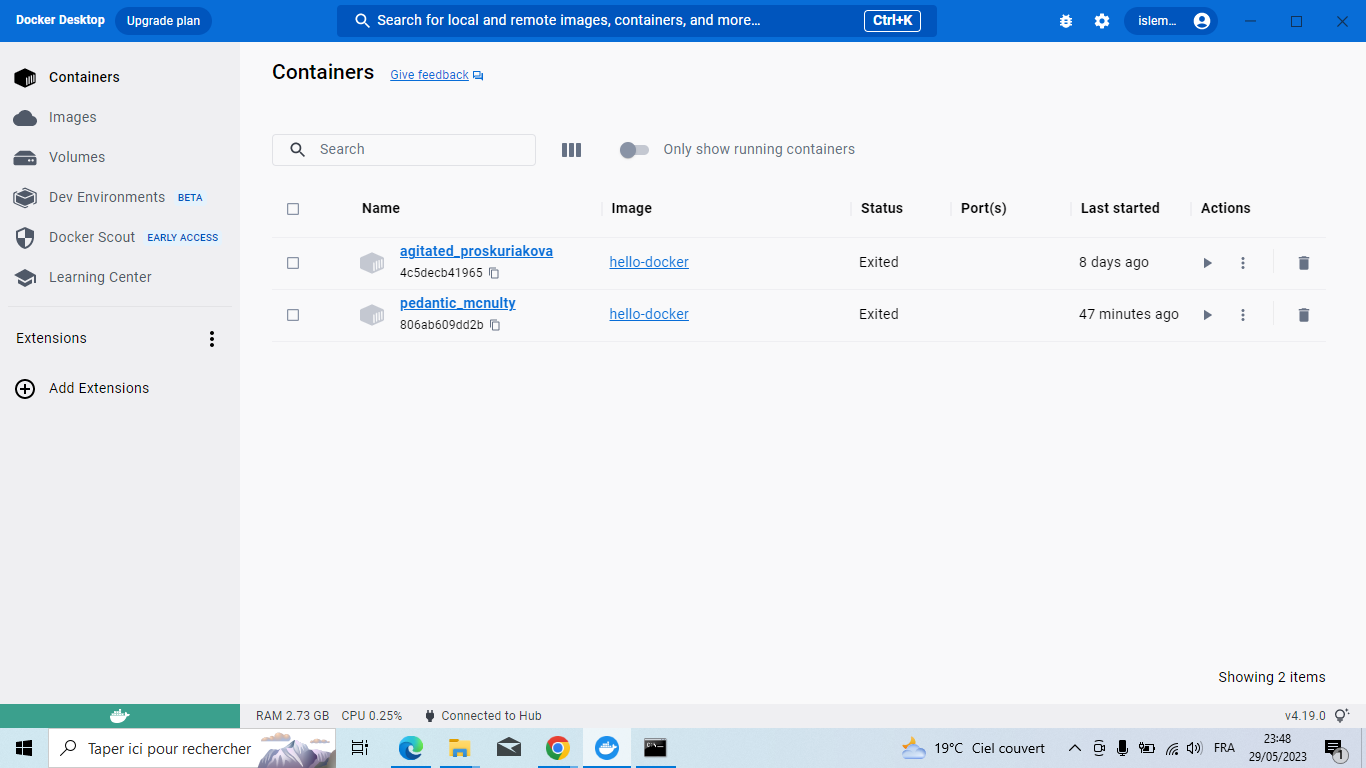 Docker Desktop Upgrade plan Search for local and remote images, containers, and more... Ctrl+K islem...
Containers
Images
Volumes
Dev Environments BETA
Docker Scout EARLY ACCESS
Learning Center
Extensions
Add Extensions
Containers Give feedback
Search Only show running containers
Name Image Status Port(s) Last started Actions
agitated_proskuriakova hello-docker Exited 8 days ago
4c5decb41965
pedantic_mcnulty hello-docker Exited 47 minutes ago
806ab609dd2b
Showing 2 items
RAM 2.73 GB CPU 0.25% Connected to Hub v4.19.0
Taper ici pour rechercher 19°C Ciel couvert FRA 23:48
29/05/2023 1